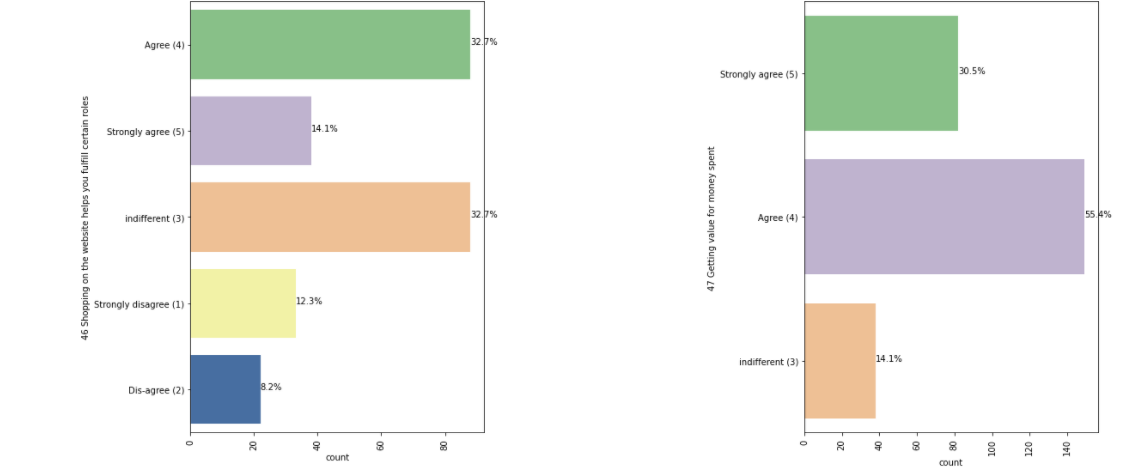 46 Shopping on the website helps you fulfill certain roles
Agree (4)
32.7%
Strongly agree (5)
14.1%
indifferent (3)
32.7%
Strongly disagree (1)
12.3%
Dis-agree (2)
8.2%
0
20
40
60
80
count
47 Getting value for money spent
Strongly agree (5)
30.5%
Agree (4)
55.4%
indifferent (3)
14.1%
0
20
40
60
80
100
120
140
count